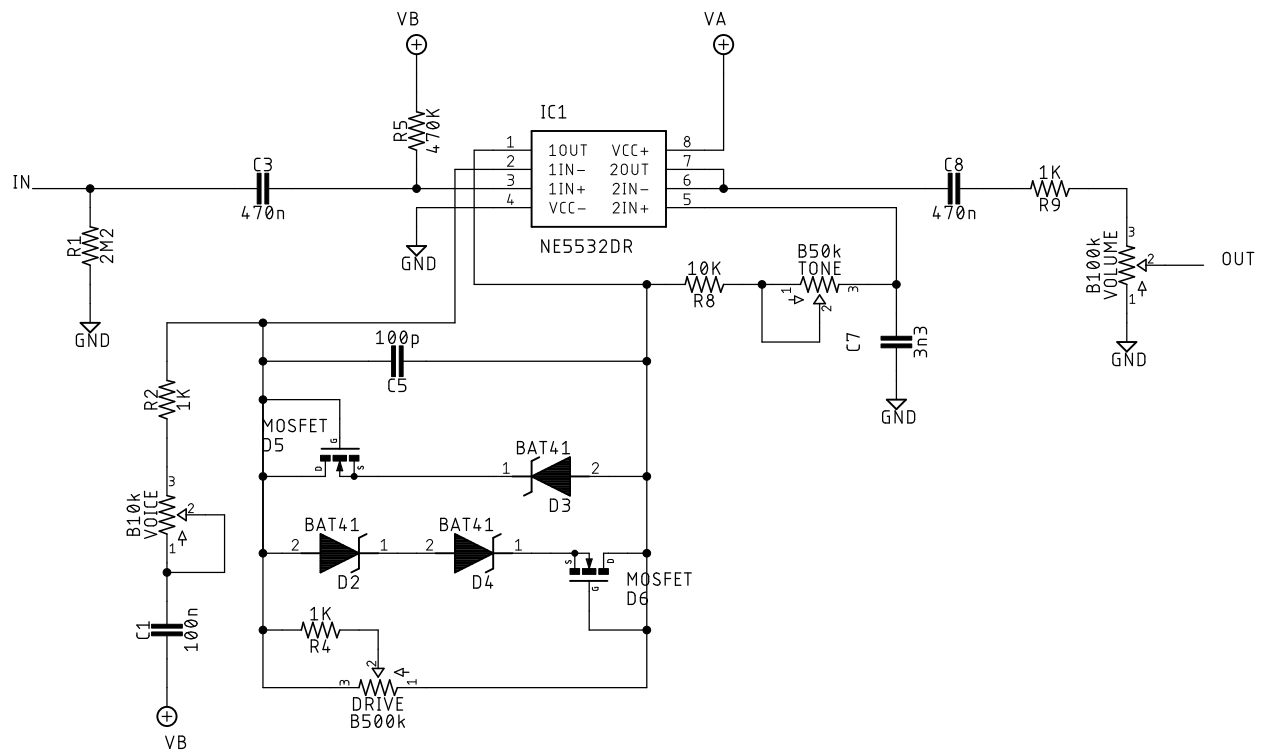 VB
VA
IC1
R5
470K
1 1OUT VCC+ 8
2 1IN- 2OUT 7
3 1IN+ 2IN- 6
4 VCC- 2IN+ 5
NE5532DR
IN
C3
470n
R1
2M2
GND
GND
C8
470n
1K
R9
B100k
VOLUME
3
2
1
OUT
GND
10K
R8
B50k
TONE
1
2
3
C7
3n3
GND
100p
C5
R2
1K
MOSFET
D5
G
D
S
BAT41
1
2
D3
B10k
VOICE
3
2
1
BAT41
2
1
D2
BAT41
2
1
D4
S
D
G
MOSFET
D6
C1
100n
1K
R4
2
3
1
DRIVE
B500k
VB